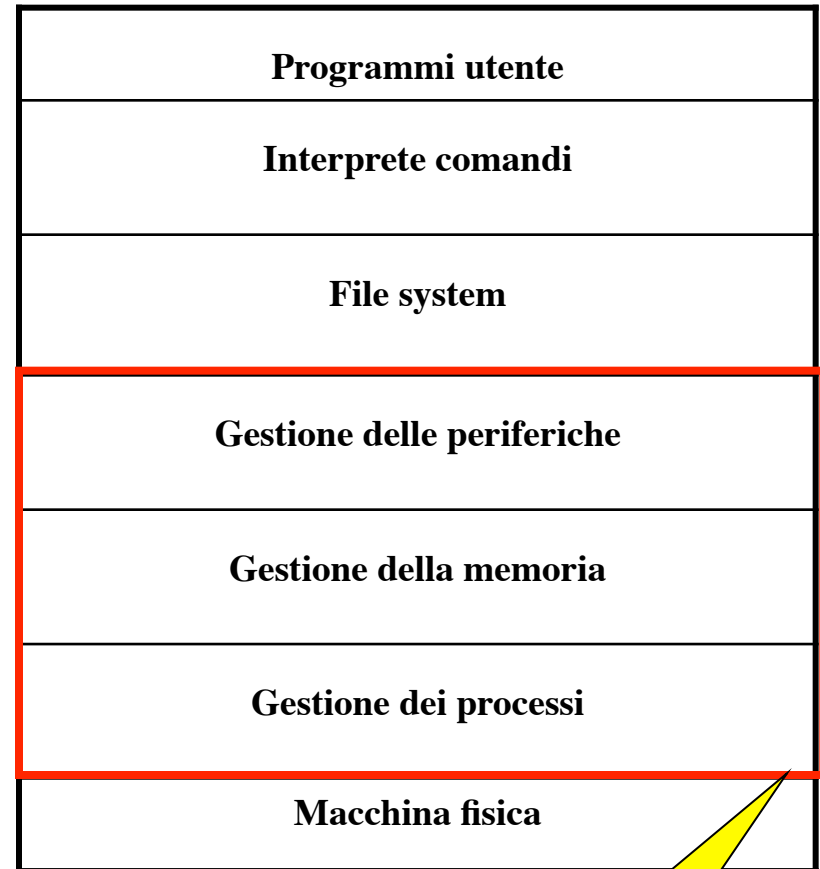 Programmi utente
Interprete comandi
File system
Gestione delle periferiche
Gestione della memoria
Gestione dei processi
Macchina fisica